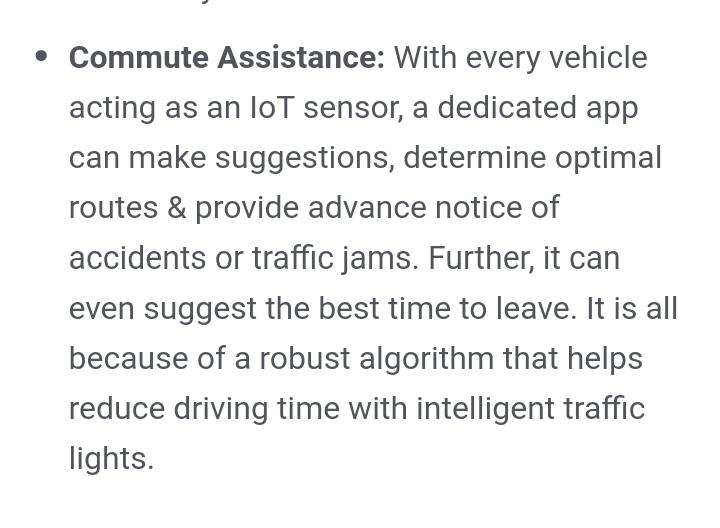 • Commute Assistance: With every vehicle
acting as an IoT sensor, a dedicated app
can make suggestions, determine optimal
routes & provide advance notice of
accidents or traffic jams. Further, it can
even suggest the best time to leave. It is all
because of a robust algorithm that helps
reduce driving time with intelligent traffic
lights.